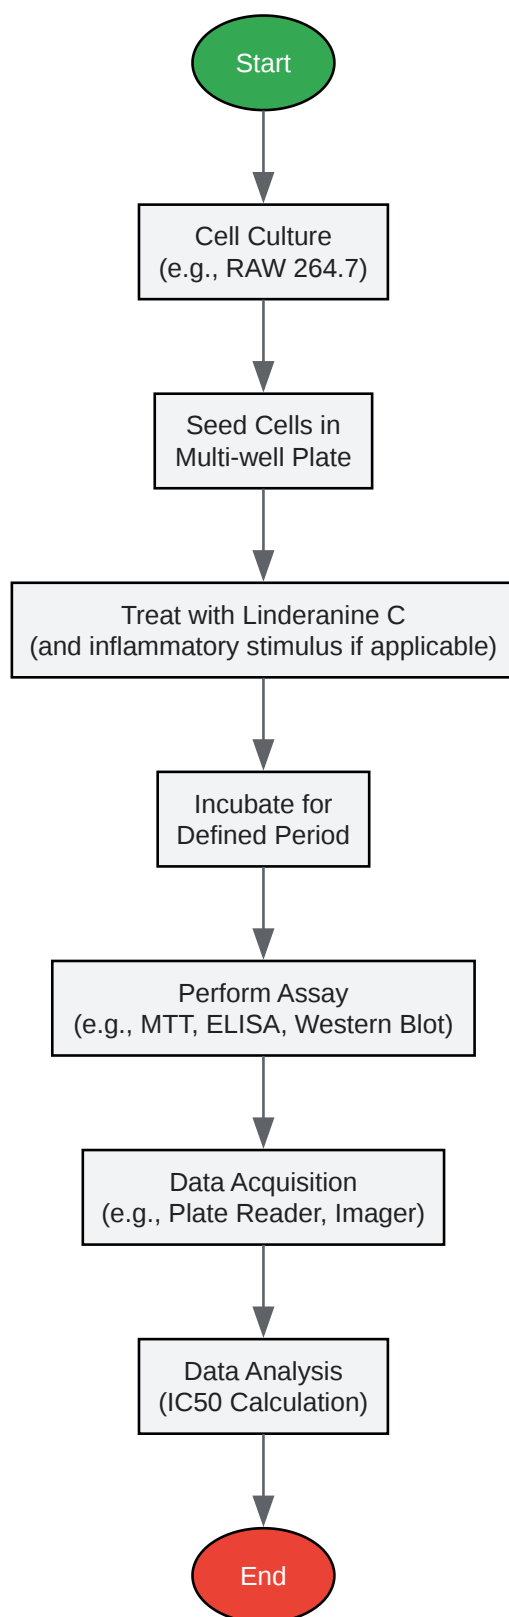 Start
Cell Culture
(e.g., RAW 264.7)
Seed Cells in
Multi-well Plate
Treat with Linderanine C
(and inflammatory stimulus if applicable)
Incubate for
Defined Period
Perform Assay
(e.g., MTT, ELISA, Western Blot)
Data Acquisition
(e.g., Plate Reader, Imager)
Data Analysis
(IC50 Calculation)
End